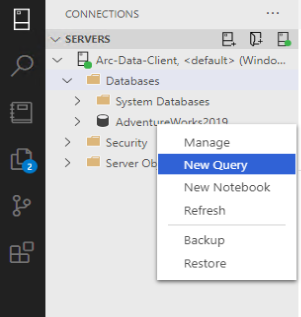 CONNECTIONS
SERVERS
Arc-Data-Client, <default> (Windo...
Databases
System Databases
AdventureWorks2019
Security
Server Ob
Manage
New Query
New Notebook
Refresh
Backup
Restore
2